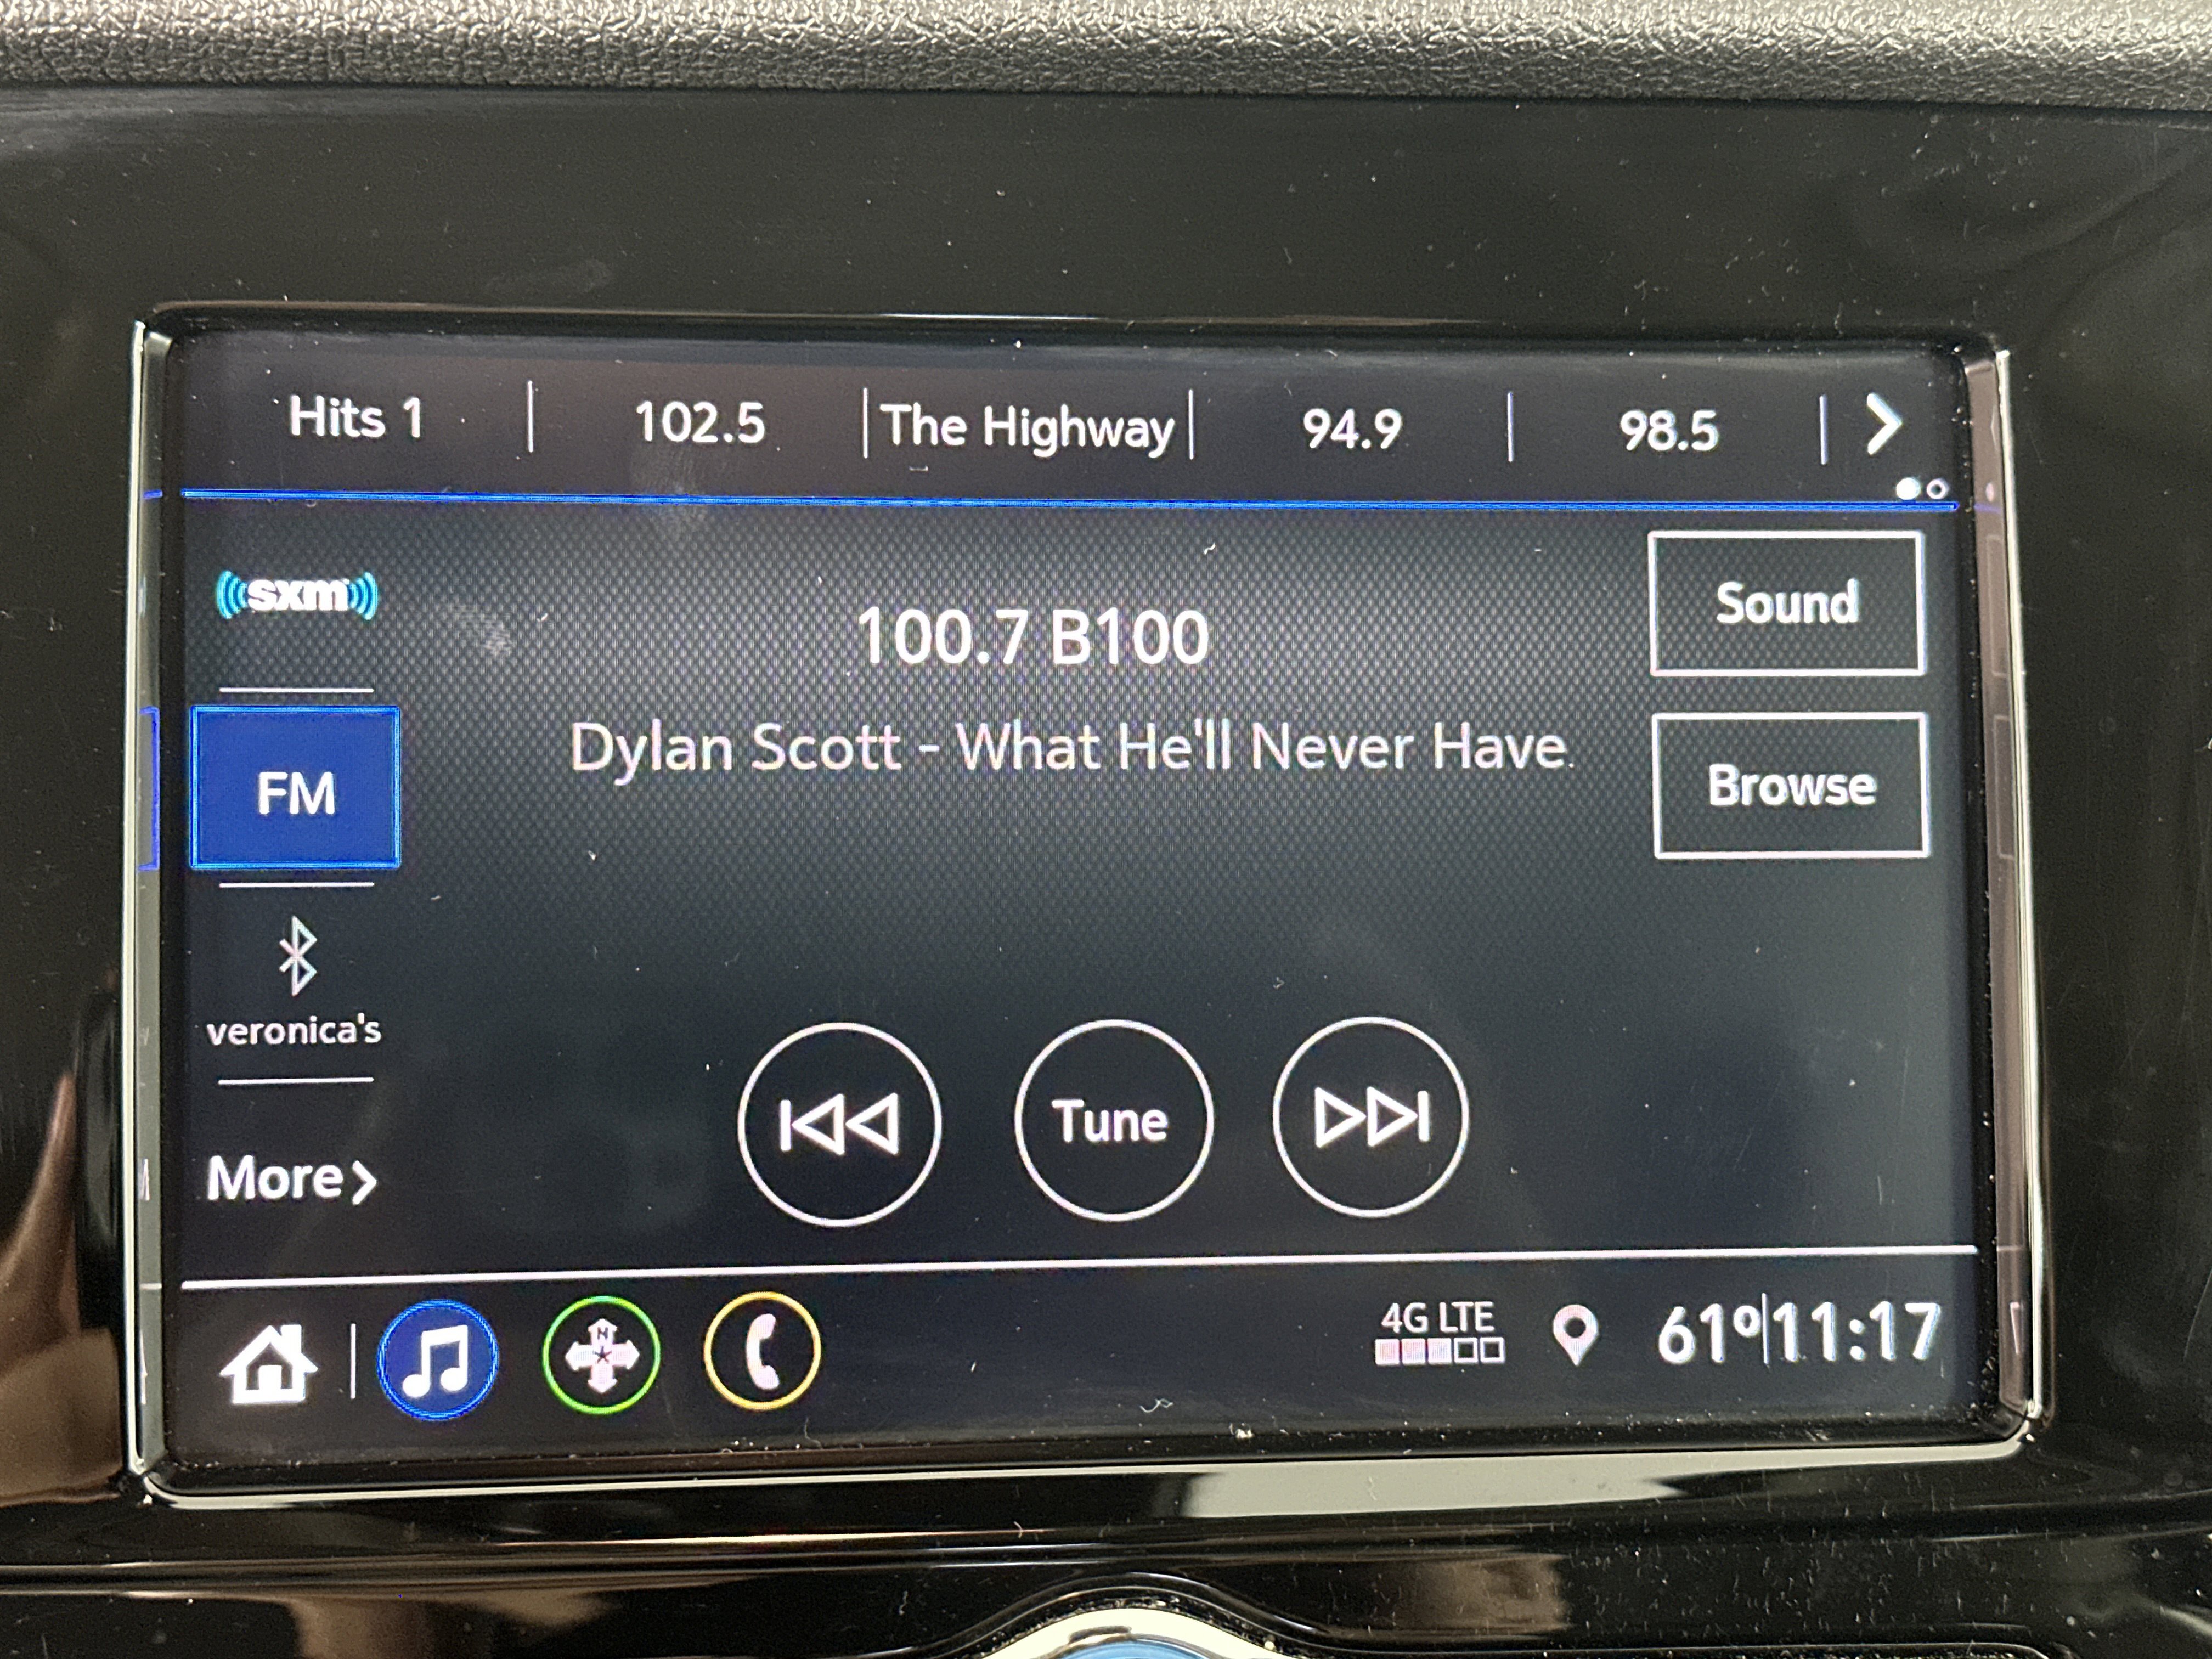 Hits 1 102.5 The Highway 94.9 98.5
sxm
Sound
100.7 B100
Dylan Scott - What He'll Never Have
FM
Browse
veronica's
Tune
More
N
4G LTE
61° 11:17